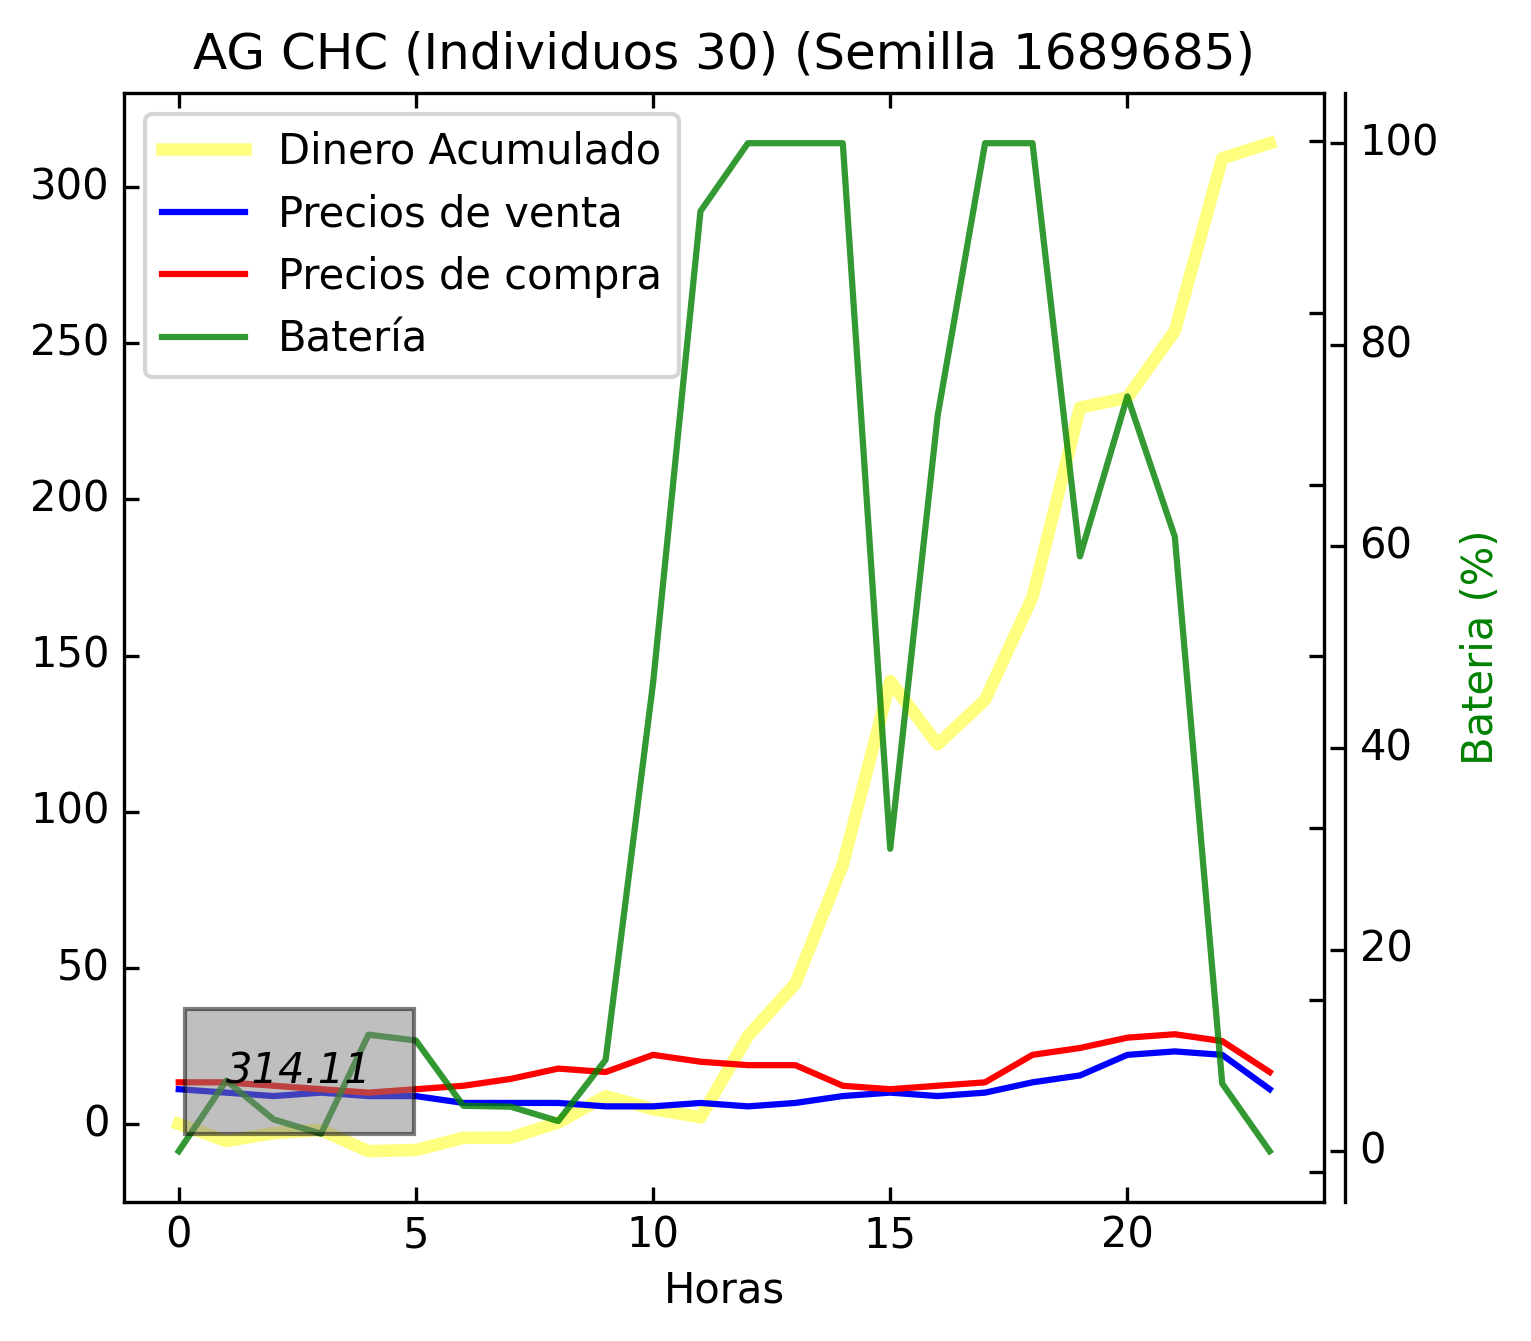 AG CHC (Individuos 30) (Semilla 1689685)
Dinero Acumulado
Precios de venta
Precios de compra
Batería
300
250
200
150
100
50
0
314.11
100
80
60
40
20
0
Bateria (%)
0 5 10 15 20
Horas